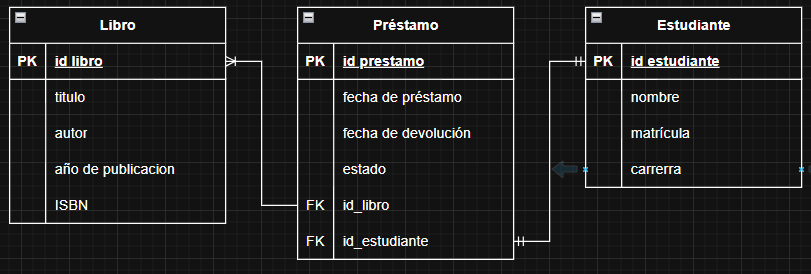 Libro
PK id libro
titulo
autor
año de publicacion
ISBN
Préstamo
PK id prestamo
fecha de préstamo
fecha de devolución
estado
FK id_libro
FK id_estudiante
Estudiante
PK id estudiante
nombre
matrícula
carrerra